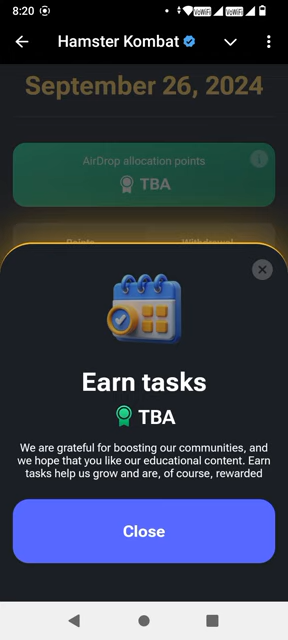 8:20
VoWiFi VoWiFi
Hamster Kombat
September 26, 2024
AirDrop allocation points
TBA
Points Withdrawal
Earn tasks
TBA
We are grateful for boosting our communities, and
we hope that you like our educational content. Earn
tasks help us grow and are, of course, rewarded
Close